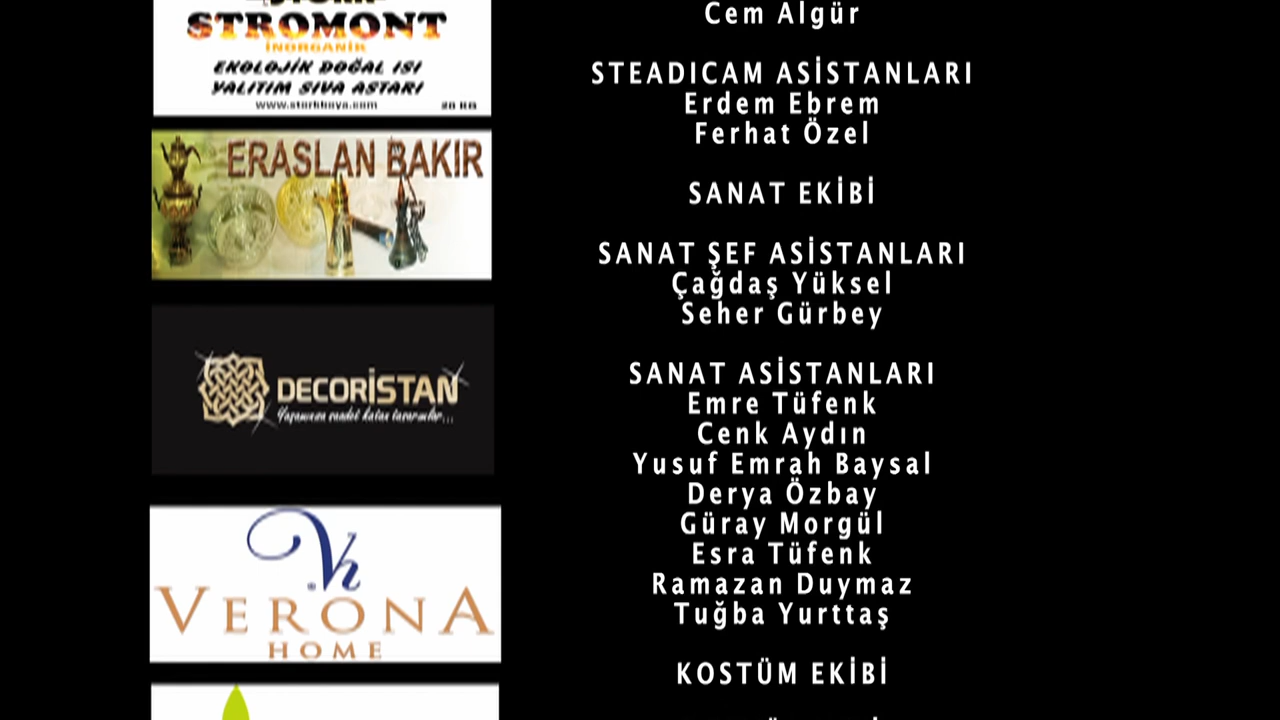 STROMONT
İNORGANİK
EKOLOJİK DOĞAL ISI
YALITIM SIVA ASTARI
www.storkboya.com
ERASLAN BAKIR
DECORİSTAN
VERONA
HOME
Cem Algür
STEADICAM ASİSTANLARI
Erdem Ebrem
Ferhat Özel
SANAT EKİBİ
SANAT ŞEF ASİSTANLARI
Çağdaş Yüksel
Seher Gürbey
SANAT ASİSTANLARI
Emre Tüfenk
Cenk Aydın
Yusuf Emrah Baysal
Derya Özbay
Güray Morgül
Esra Tüfenk
Ramazan Duymaz
Tuğba Yurttaş
KOSTÜM EKİBİ